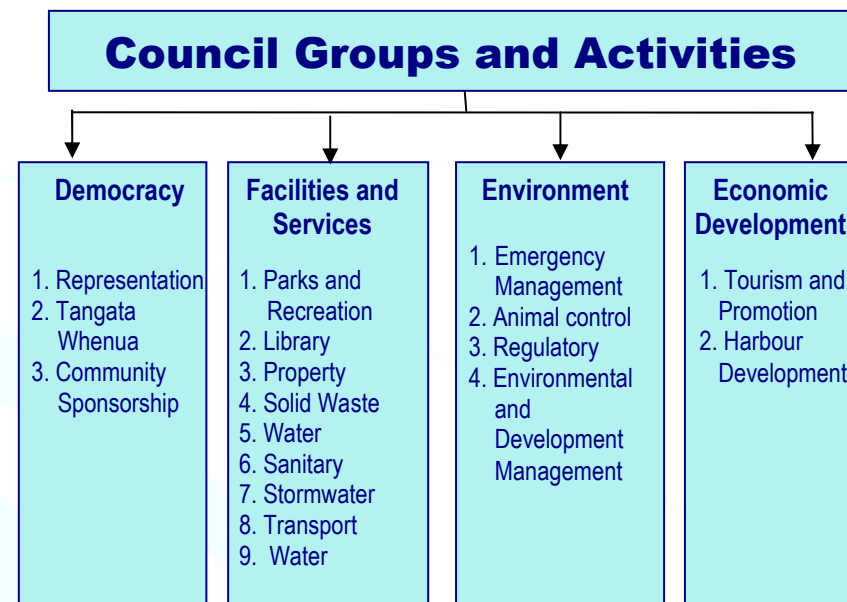 Council Groups and Activities
Democracy
1. Representation
2. Tangata
Whenua
3. Community
Sponsorship
Facilities and
Services
1. Parks and
Recreation
2. Library
3. Property
4. Solid Waste
5. Water
6. Sanitary
7. Stormwater
8. Transport
9. Water
Environment
1. Emergency
Management
2. Animal control
3. Regulatory
4. Environmental
and
Development
Management
Economic
Development
1. Tourism and
Promotion
2. Harbour
Development